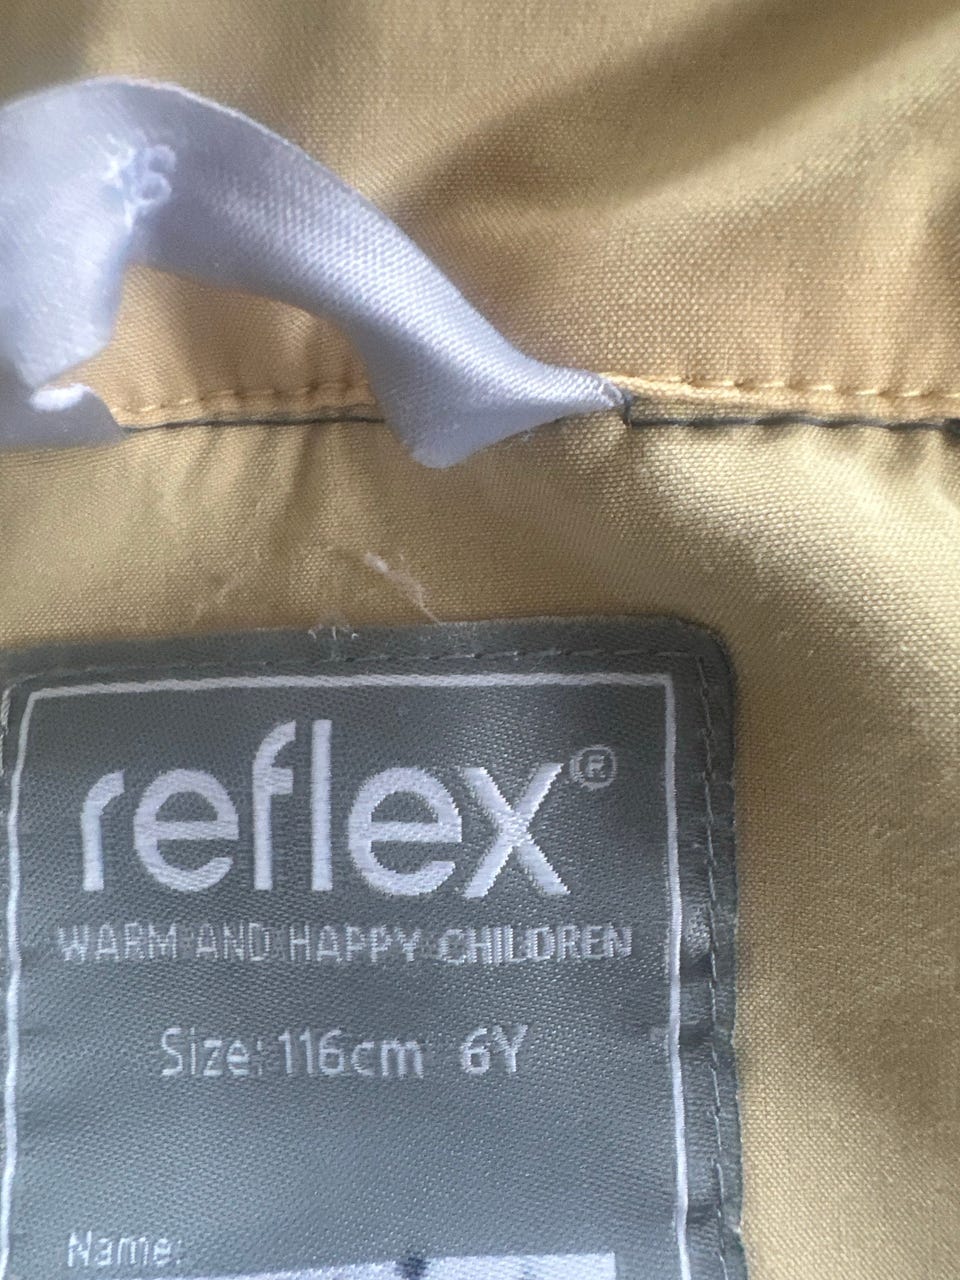 reflex®
WARM AND HAPPY CHILDREN
Size: 116cm 6Y
Name: